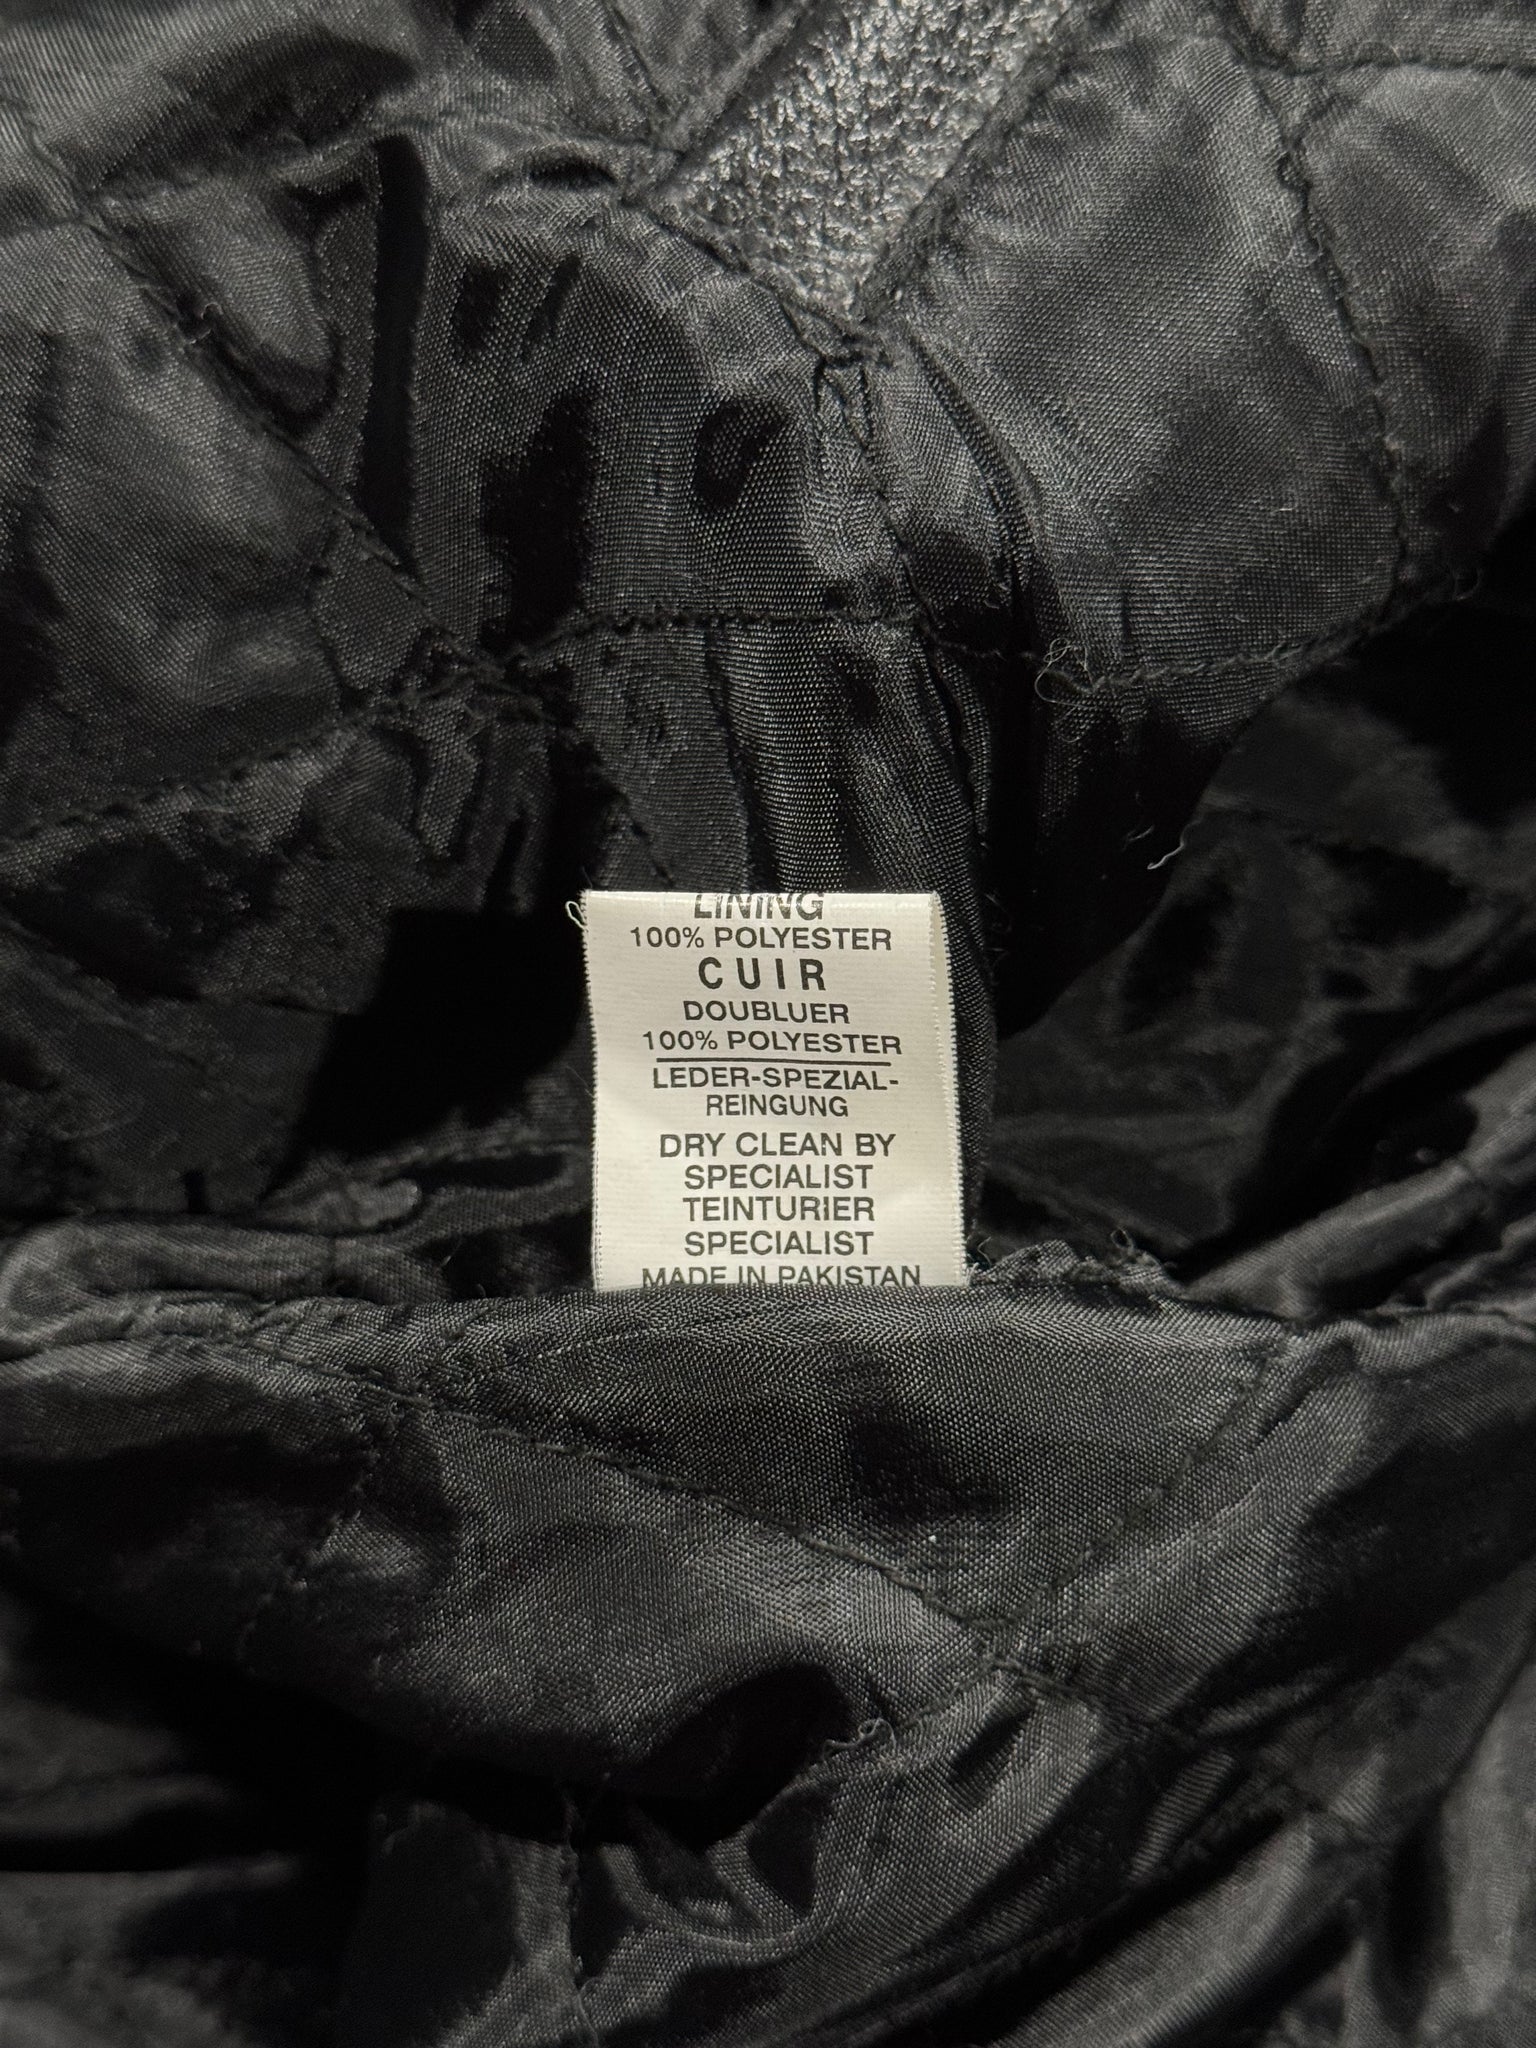 LINING
100% POLYESTER
CUIR
DOUBLUER
100% POLYESTER
LEDER-SPEZIAL-
REINGUNG
DRY CLEAN BY
SPECIALIST
TEINTURIER
SPECIALIST
MADE IN PAKISTAN